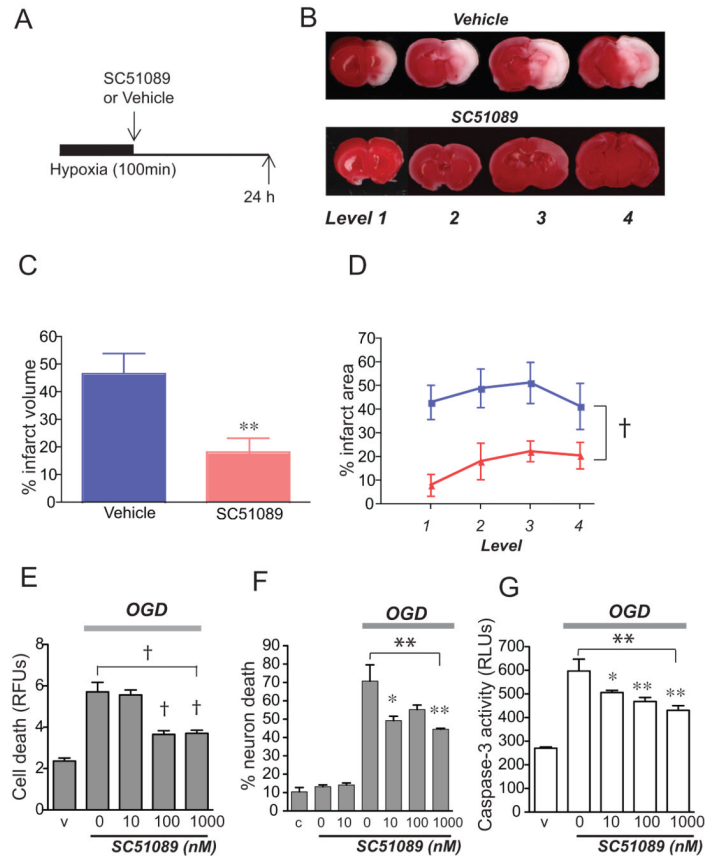 A
SC51089
or Vehicle
Hypoxia (100min)
24 h
B
Vehicle
SC51089
Level 1 2 3 4
C
% infarct volume
60
50
40
30
20
10
0
**
Vehicle SC51089
D
% infarct area
70
60
50
40
30
20
10
0
†
1 2 3 4
Level
E
OGD
Cell death (RFUs)
8
6
4
2
0
†
† †
v 0 10 100 1000
SC51089 (nM)
F
OGD
% neuron death
90
80
70
60
50
40
30
20
10
0
**
* **
c 0 10 0 10 100 1000
SC51089 (nM)
G
OGD
Caspase-3 activity (RLUs)
700
600
500
400
300
200
100
0
**
* ** **
v 0 10 100 1000
SC51089 (nM)